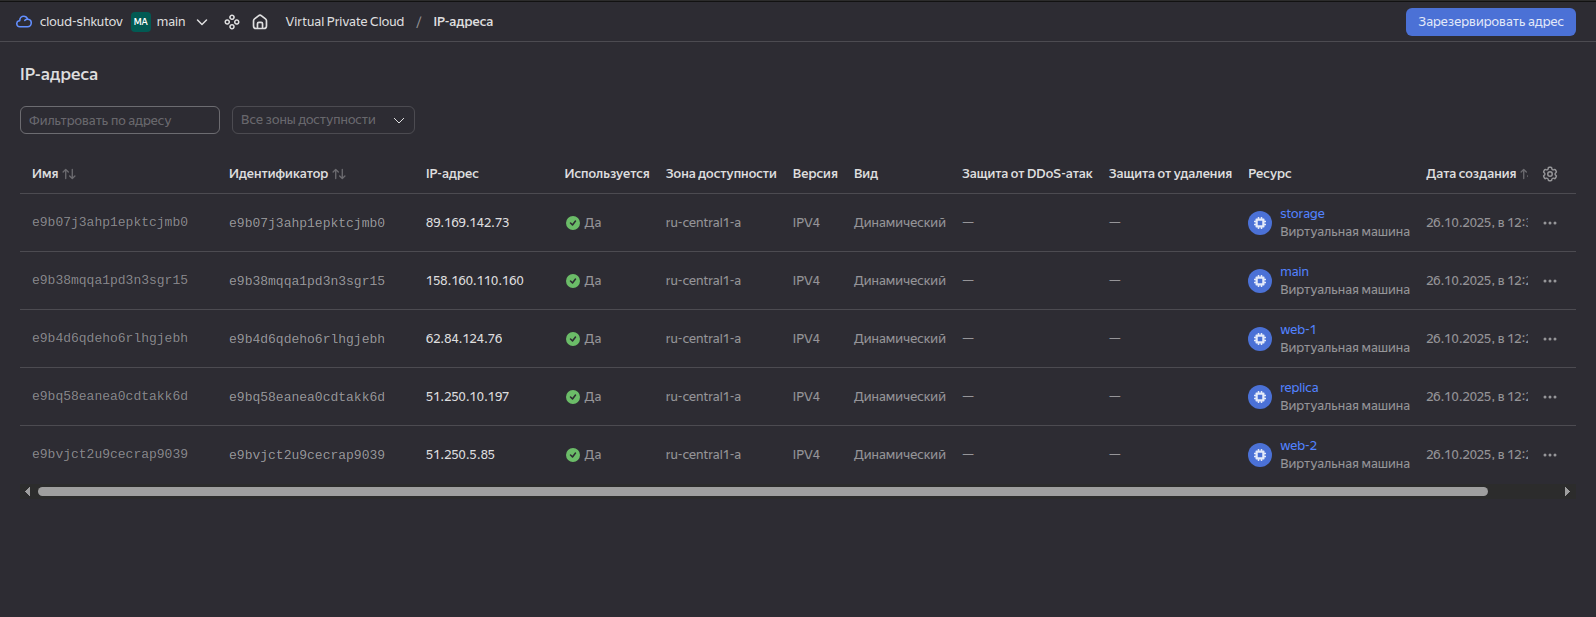 cloud-shkutov MA main Virtual Private Cloud / IP-адреса Зарезервировать адрес
IP-адреса
Фильтровать по адресу Все зоны доступности
Имя Идентификатор IP-адрес Используется Зона доступности Версия Вид Защита от DDoS-атак Защита от удаления Ресурс Дата создания
e9b07j3ahp1epktcjmb0 e9b07j3ahp1epktcjmb0 89.169.142.73 Да ru-central1-a IPV4 Динамический — — storage
Виртуальная машина 26.10.2025, в 12:
e9b38mqqa1pd3n3sgr15 e9b38mqqa1pd3n3sgr15 158.160.110.160 Да ru-central1-a IPV4 Динамический — — main
Виртуальная машина 26.10.2025, в 12:
e9b4d6qdeho6rlhgjebh e9b4d6qdeho6rlhgjebh 62.84.124.76 Да ru-central1-a IPV4 Динамический — — web-1
Виртуальная машина 26.10.2025, в 12:
e9bq58eanea0cdtakk6d e9bq58eanea0cdtakk6d 51.250.10.197 Да ru-central1-a IPV4 Динамический — — replica
Виртуальная машина 26.10.2025, в 12:
e9bvjct2u9cecrap9039 e9bvjct2u9cecrap9039 51.250.5.85 Да ru-central1-a IPV4 Динамический — — web-2
Виртуальная машина 26.10.2025, в 12: